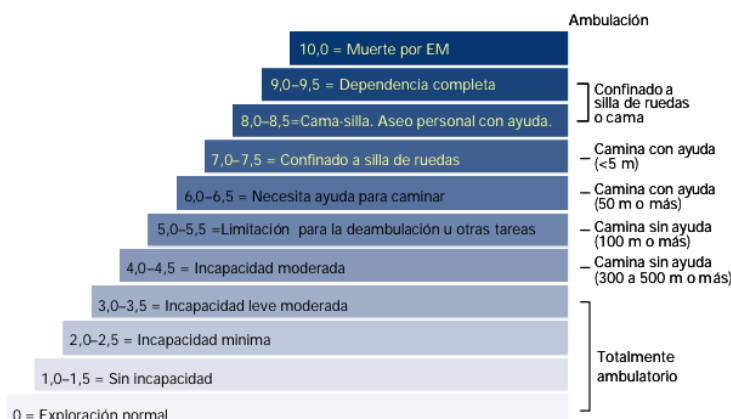 Ambulación
10,0 = Muerte por EM
9,0–9,5 = Dependencia completa
Confinado a
silla de ruedas
o cama
8,0–8,5=Cama-silla. Aseo personal con ayuda.
7,0–7,5 = Confinado a silla de ruedas
Camina con ayuda
(<5 m)
6,0–6,5 = Necesita ayuda para caminar
Camina con ayuda
(50 m o más)
5,0–5,5 =Limitación para la deambulación u otras tareas
Camina sin ayuda
(100 m o más)
4,0–4,5 = Incapacidad moderada
Camina sin ayuda
(300 a 500 m o más)
3,0–3,5 = Incapacidad leve moderada
2,0–2,5 = Incapacidad minima
Totalmente
ambulatorio
1,0–1,5 = Sin incapacidad
0 = Exploración normal